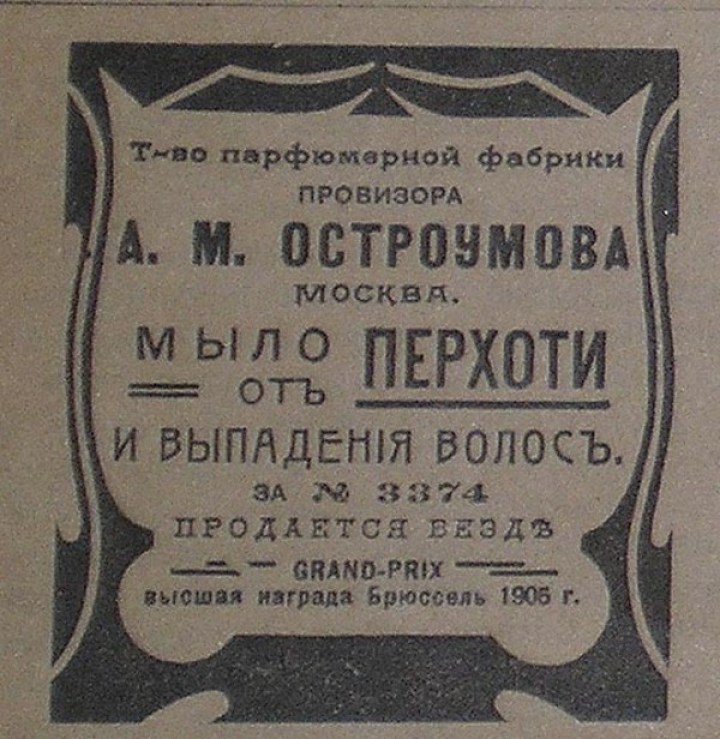 Т-во парфюмерной фабрики
ПРОВИЗОРА
А. М. ОСТРОУМОВА
МОСКВА.
МЫЛО ОТЪ ПЕРХОТИ
И ВЫПАДЕНІЯ ВОЛОСЪ.
ЗА № 3374
ПРОДАЕТСЯ ВЕЗДѢ
GRAND-PRIX
высшая награда Брюссель 1905 г.